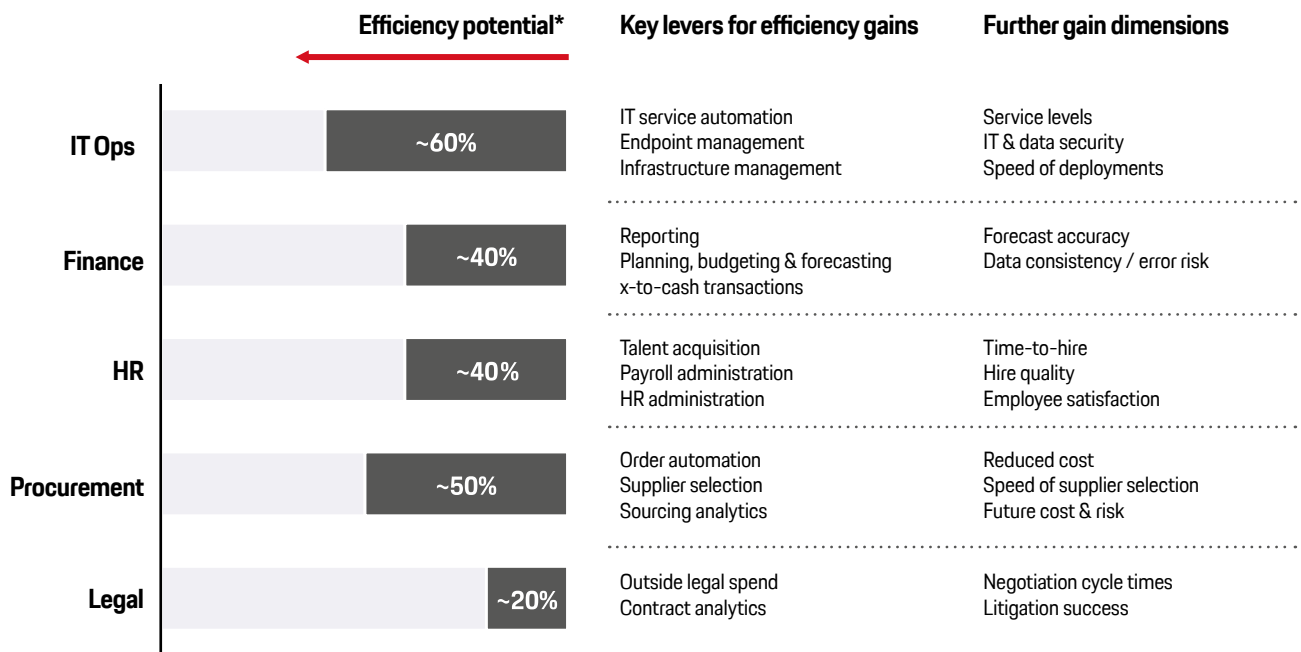 Efficiency potential*
Key levers for efficiency gains
Further gain dimensions
IT Ops
~60%
IT service automation
Endpoint management
Infrastructure management
Service levels
IT & data security
Speed of deployments
Finance
~40%
Reporting
Planning, budgeting & forecasting
x-to-cash transactions
Forecast accuracy
Data consistency / error risk
HR
~40%
Talent acquisition
Payroll administration
HR administration
Time-to-hire
Hire quality
Employee satisfaction
Procurement
~50%
Order automation
Supplier selection
Sourcing analytics
Reduced cost
Speed of supplier selection
Future cost & risk
Legal
~20%
Outside legal spend
Contract analytics
Negotiation cycle times
Litigation success